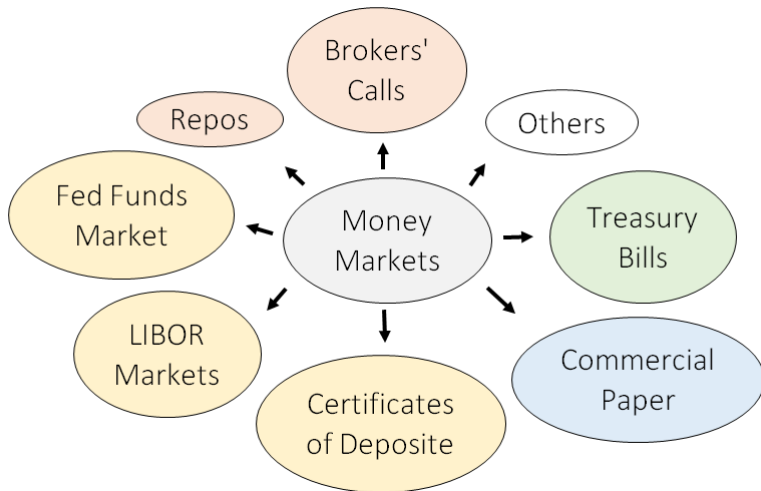 Brokers'
Calls
Repos
Others
Fed Funds
Market
Money
Markets
Treasury
Bills
LIBOR
Markets
Commercial
Paper
Certificates
of Deposite